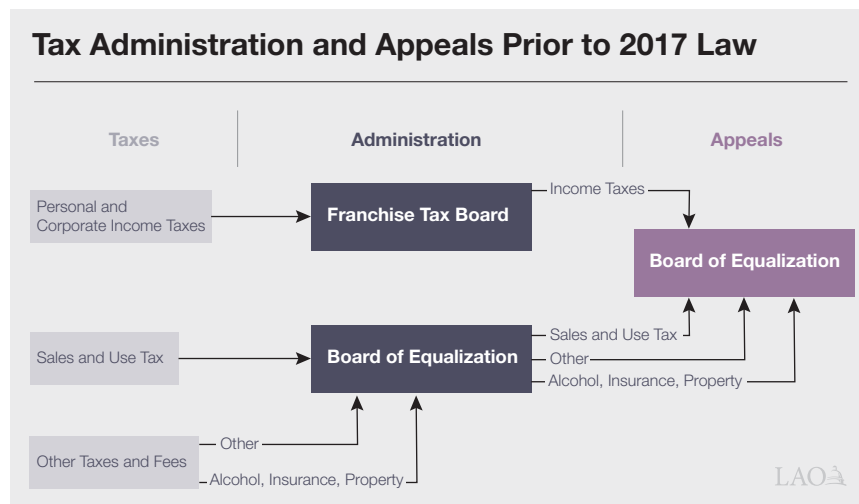 Tax Administration and Appeals Prior to 2017 Law
Taxes
Administration
Appeals
Personal and
Corporate Income Taxes
Franchise Tax Board
Income Taxes
Board of Equalization
Sales and Use Tax
Board of Equalization
Sales and Use Tax
Other
Alcohol, Insurance, Property
Other Taxes and Fees
Other
Alcohol, Insurance, Property
LAO